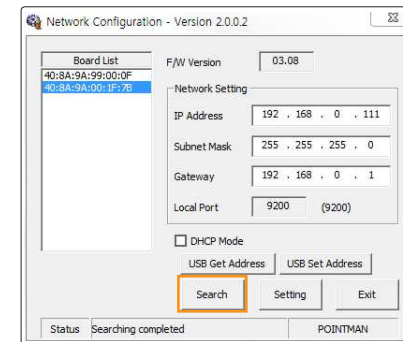 Network Configuration - Version 2.0.0.2
Board List
40:8A:9A:99:00:0F
40:8A:9A:00:1F:7B
F/W Version 03.08
Network Setting
IP Address 192 . 168 . 0 . 111
Subnet Mask 255 . 255 . 255 . 0
Gateway 192 . 168 . 0 . 1
Local Port 9200 (9200)
DHCP Mode
USB Get Address USB Set Address
Search Setting Exit
Status Searching completed POINTMAN